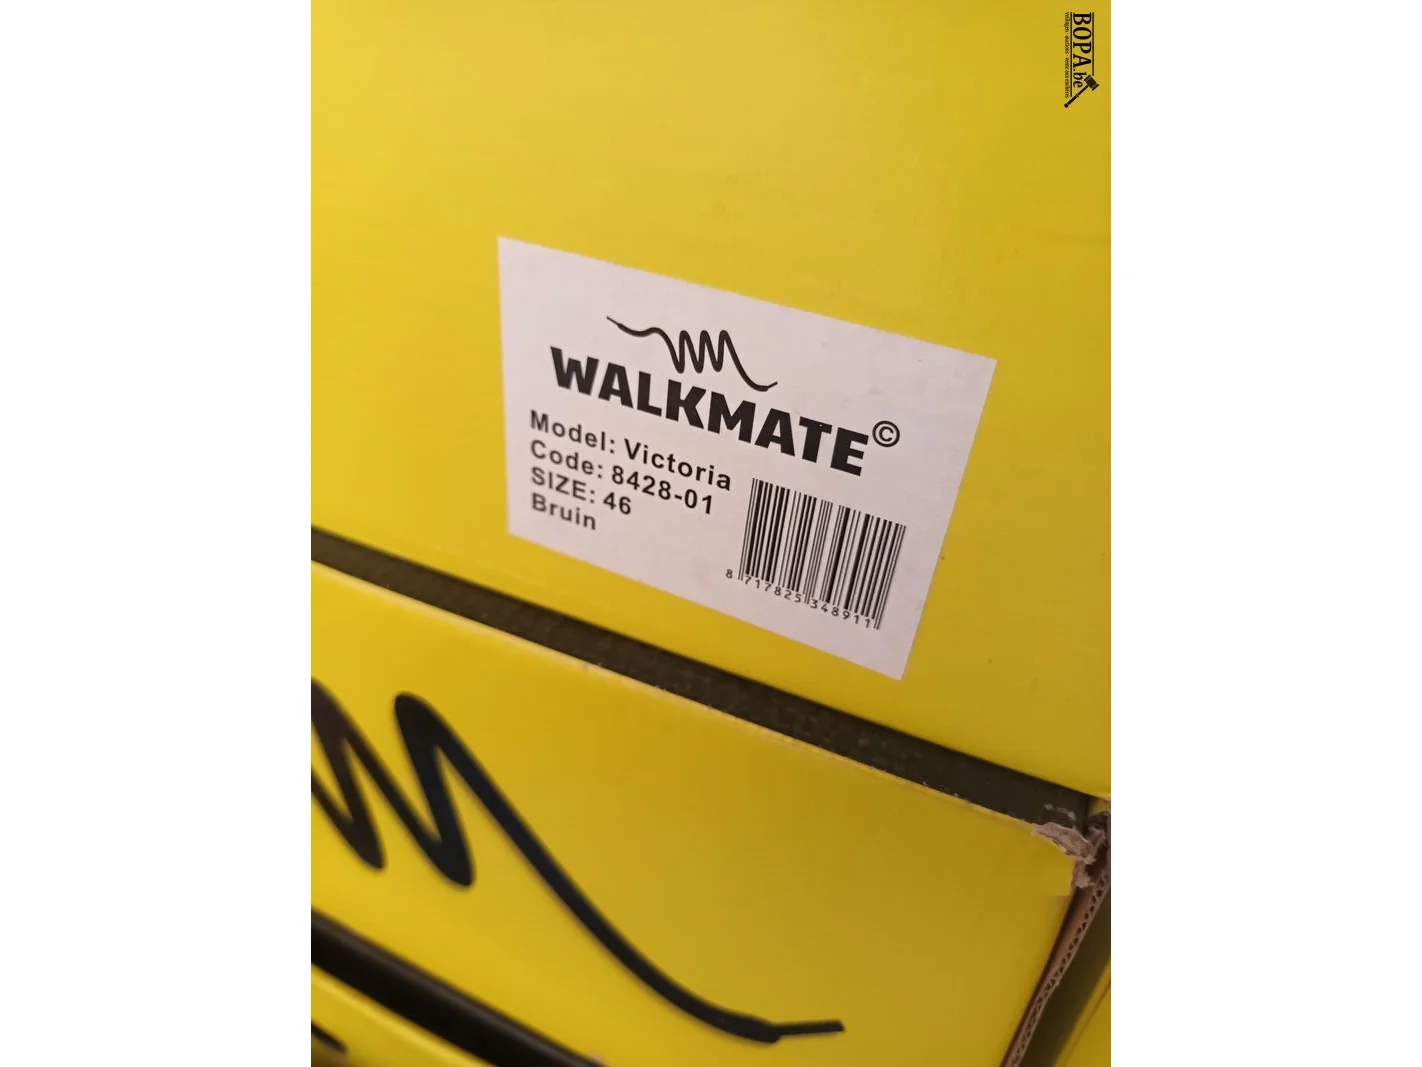 BOPA.be
WALKMATE©
Model: Victoria
Code: 8428-01
SIZE: 46
Bruin
8 717825 348911